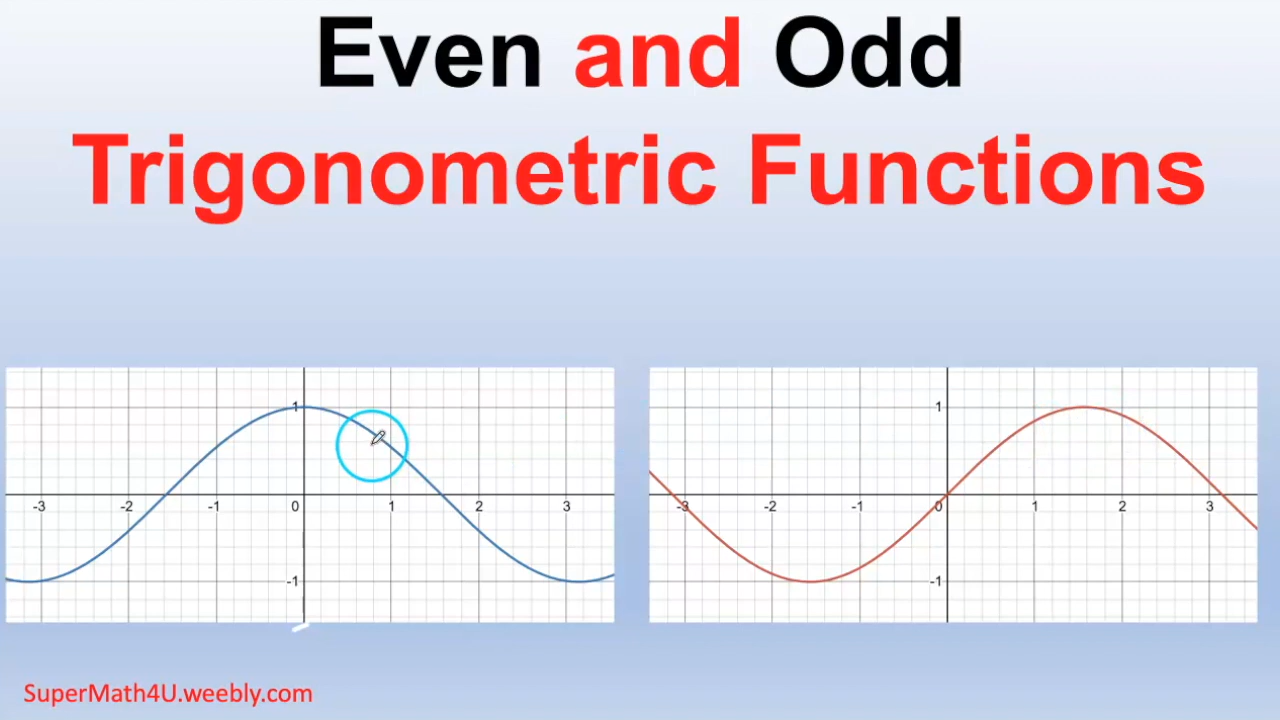 Even and Odd
Trigonometric Functions
1
-3 -2 -1 0 1 2 3
-1
1
-3 -2 -1 0 1 2 3
-1
SuperMath4U.weebly.com